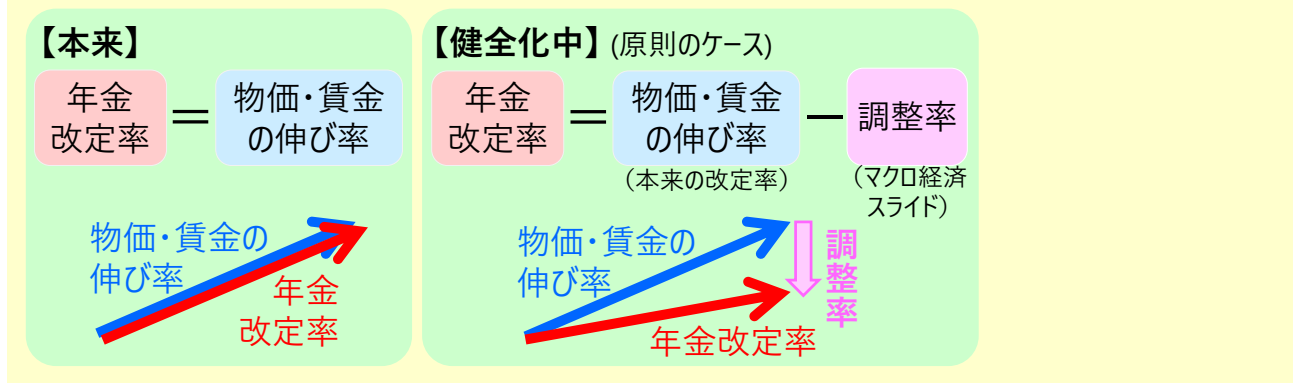 【本来】
年金
改定率
＝
物価・賃金
の伸び率
物価・賃金の
伸び率
年金
改定率
【健全化中】(原則のケース)
年金
改定率
＝
物価・賃金
の伸び率
（本来の改定率）
－
調整率
（マクロ経済
スライド）
物価・賃金の
伸び率
調整率
年金改定率